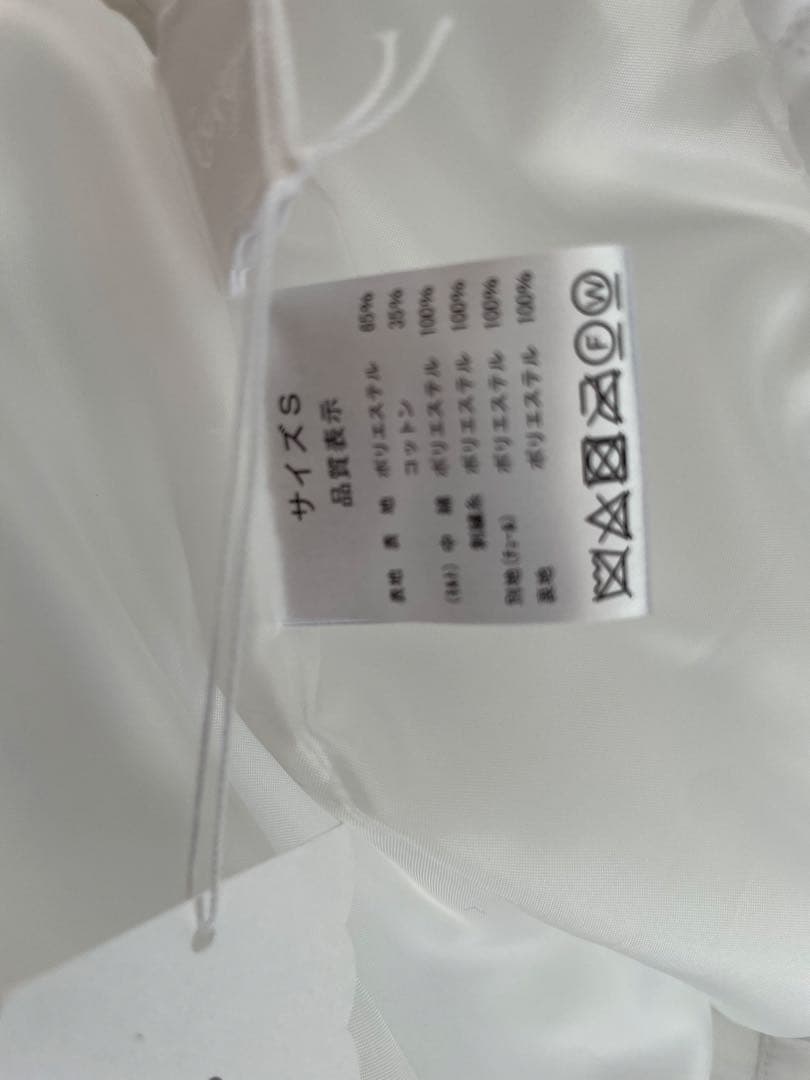 サイズ S
品質表示
表地 表 地 ポリエステル 65%
コットン 35%
(キルト) 中 綿 ポリエステル 100%
刺繍糸 ポリエステル 100%
別地(チュール) ポリエステル 100%
裏地 ポリエステル 100%
F W